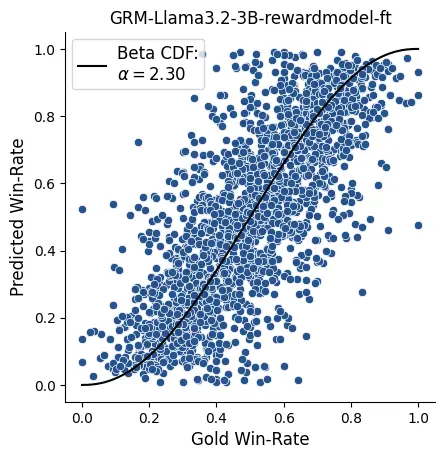 GRM-Llama3.2-3B-rewardmodel-ft
Beta CDF:
α = 2.30
Predicted Win-Rate
1.0
0.8
0.6
0.4
0.2
0.0
0.0 0.2 0.4 0.6 0.8 1.0
Gold Win-Rate